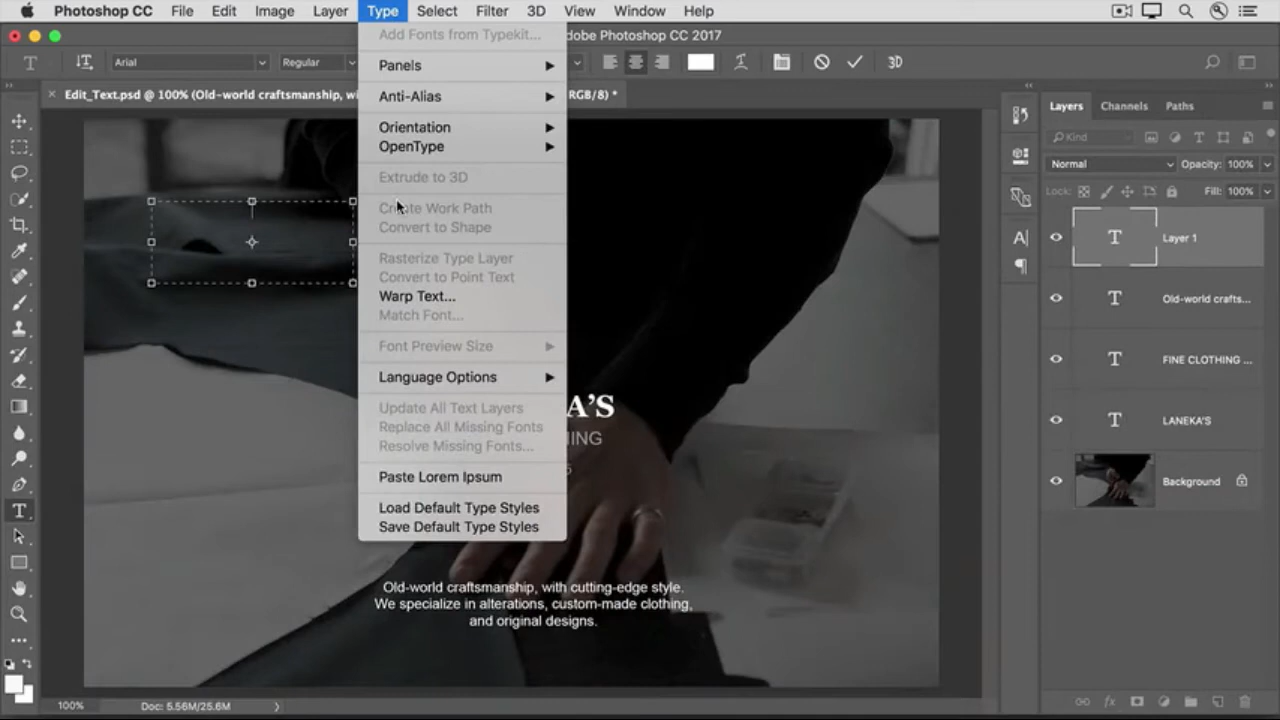 Photoshop CC File Edit Image Layer Type Select Filter 3D View Window Help
Add Fonts from Typekit...
dobe Photoshop CC 2017
Arial Regular 3D
Panels
Edit_Text.psd @ 100% (Old-world craftsmanship, wi
RGB/8) *
Anti-Alias
Orientation
OpenType
Extrude to 3D
Create Work Path
Convert to Shape
Rasterize Type Layer
Convert to Point Text
Warp Text...
Match Font...
Font Preview Size
Language Options
Update All Text Layers
Replace All Missing Fonts
Resolve Missing Fonts...
Paste Lorem Ipsum
Load Default Type Styles
Save Default Type Styles
A'S
ING
5
Old-world craftsmanship, with cutting-edge style.
We specialize in alterations, custom-made clothing,
and original designs.
Layers Channels Paths
Kind
Normal Opacity: 100%
Lock: Fill: 100%
T Layer 1
T Old-world crafts...
T FINE CLOTHING ...
T LANEKA'S
Background
100% Doc: 5.56M/25.6M